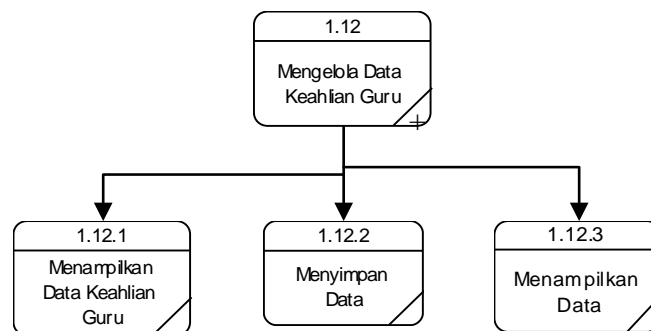 1.12
Mengelola Data
Keahlian Guru
1.12.1
Menampilkan
Data Keahlian
Guru
1.12.2
Menyimpan
Data
1.12.3
Menampilkan
Data